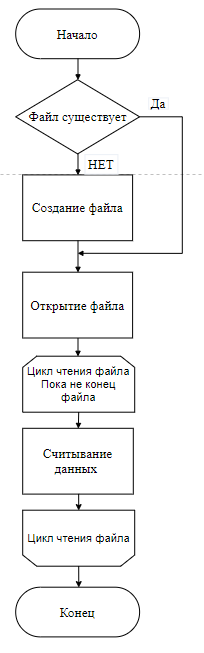 Начало
Да
Файл существует
НЕТ
Создание файла
Открытие файла
Цикл чтения файла
Пока не конец
файла
Считывание
данных
Цикл чтения файла
Конец